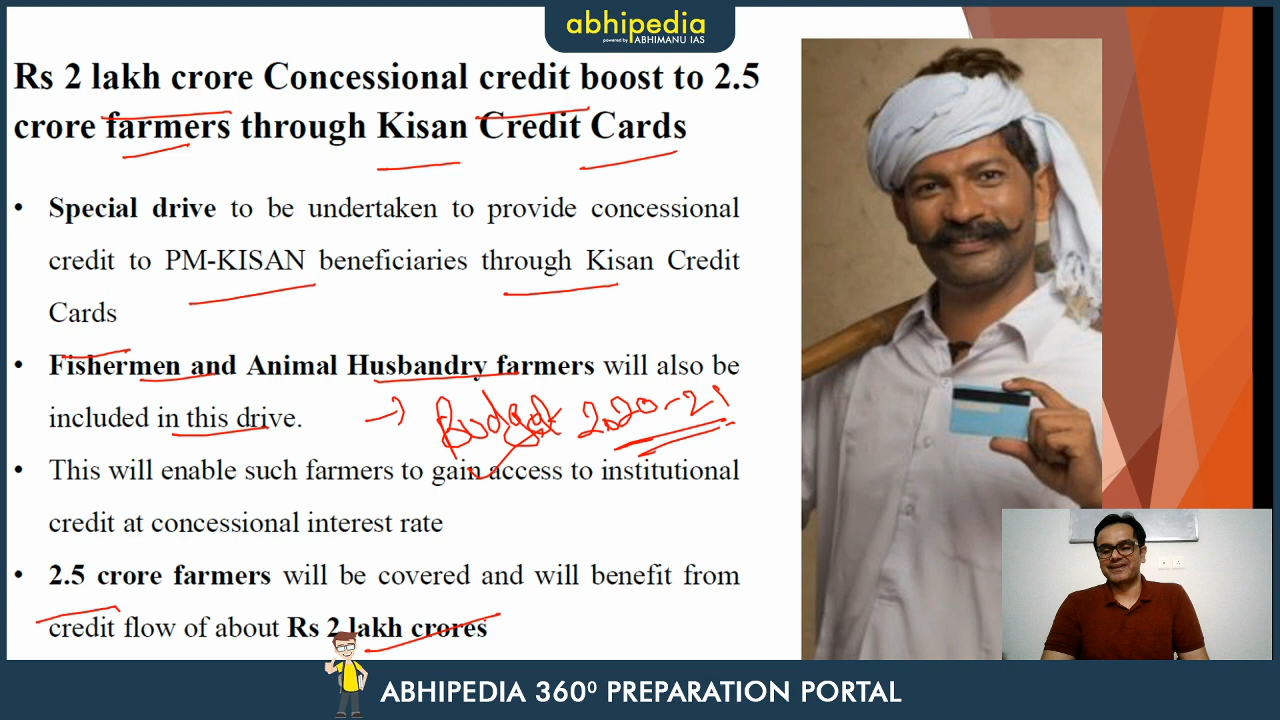 abhipedia
powered by ABHIMANU IAS
Rs 2 lakh crore Concessional credit boost to 2.5
crore farmers through Kisan Credit Cards
• Special drive to be undertaken to provide concessional
credit to PM-KISAN beneficiaries through Kisan Credit
Cards
• Fishermen and Animal Husbandry farmers will also be
included in this drive.
→ Budget 2020-21
• This will enable such farmers to gain access to institutional
credit at concessional interest rate
• 2.5 crore farmers will be covered and will benefit from
credit flow of about Rs 2 lakh crores
ABHIPEDIA 360⁰ PREPARATION PORTAL